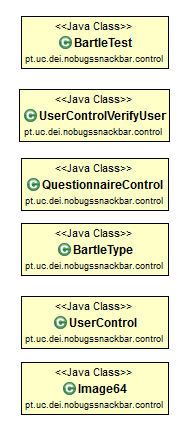 <<Java Class>>
BartleTest
pt.uc.dei.nobugssnackbar.control
<<Java Class>>
UserControlVerifyUser
pt.uc.dei.nobugssnackbar.control
<<Java Class>>
QuestionnaireControl
pt.uc.dei.nobugssnackbar.control
<<Java Class>>
BartleType
pt.uc.dei.nobugssnackbar.control
<<Java Class>>
UserControl
pt.uc.dei.nobugssnackbar.control
<<Java Class>>
Image64
pt.uc.dei.nobugssnackbar.control